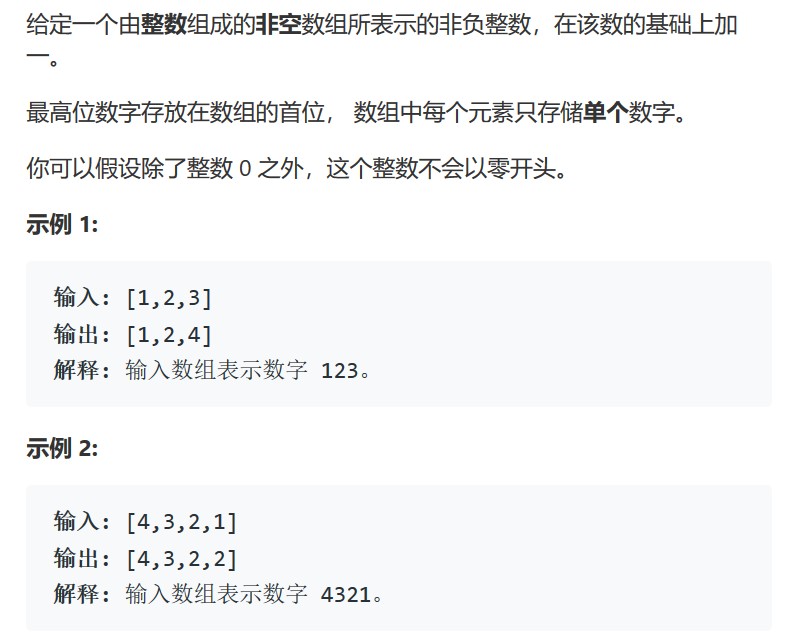 给定一个由整数组成的非空数组所表示的非负整数，在该数的基础上加
一。
最高位数字存放在数组的首位， 数组中每个元素只存储单个数字。
你可以假设除了整数 0 之外，这个整数不会以零开头。
示例 1:
输入: [1,2,3]
输出: [1,2,4]
解释: 输入数组表示数字 123。
示例 2:
输入: [4,3,2,1]
输出: [4,3,2,2]
解释: 输入数组表示数字 4321。